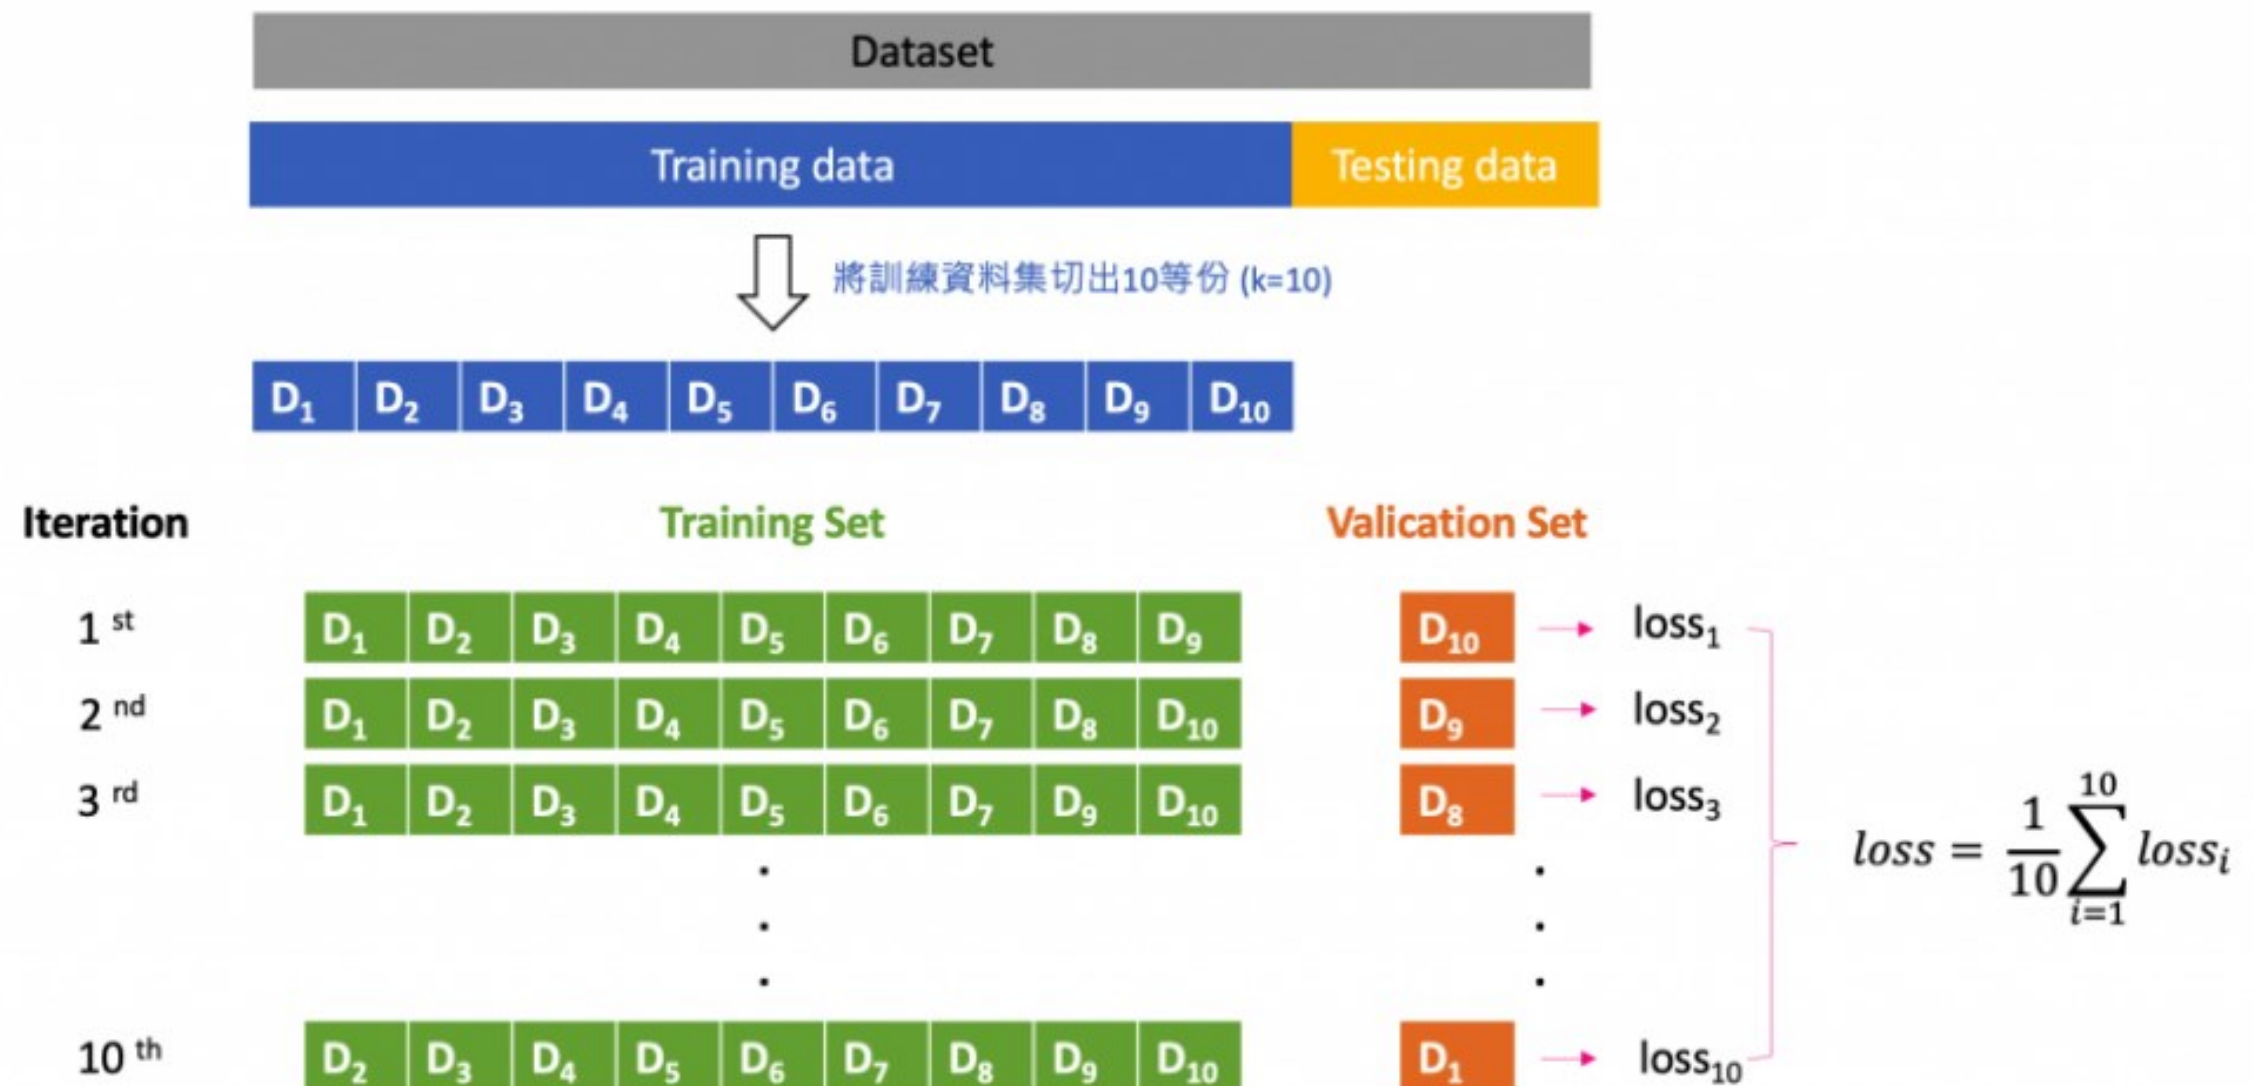 Dataset
Training data Testing data
將訓練資料集切出10等份 (k=10)
D₁ D₂ D₃ D₄ D₅ D₆ D₇ D₈ D₉ D₁₀
Iteration Training Set Valication Set
1 st D₁ D₂ D₃ D₄ D₅ D₆ D₇ D₈ D₉ D₁₀ loss₁
2 nd D₁ D₂ D₃ D₄ D₅ D₆ D₇ D₈ D₁₀ D₉ loss₂
3 rd D₁ D₂ D₃ D₄ D₅ D₆ D₇ D₉ D₁₀ D₈ loss₃
loss = 1/10 ∑_{i=1}^{10} lossᵢ
10 th D₂ D₃ D₄ D₅ D₆ D₇ D₈ D₉ D₁₀ D₁ loss₁₀